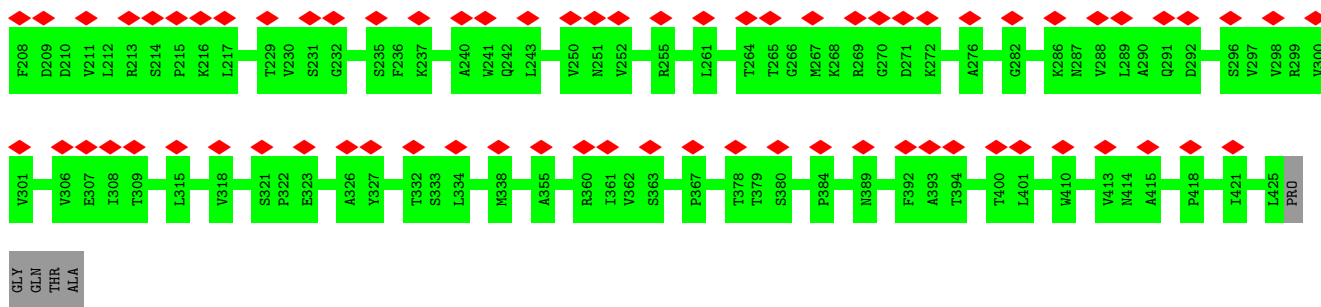 F208 D209 D210 V211 L212 R213 S214 P215 K216 L217 T229 V230 S231 G232 S235 F236 K237 A240 W241 Q242 L243 V250 N251 V252 R255 L261 T264 T265 G266 M267 K268 R269 G270 D271 K272 A276 G282 K286 N287 V288 L289 A290 Q291 D292 S296 V297 V298 R299 V300
V301 V306 E307 I308 T309 L315 V318 S321 P322 E323 A326 Y327 T332 S333 L334 M338 A355 R360 I361 V362 S363 P367 T378 T379 S380 P384 N389 F392 A393 T394 T400 L401 W410 V413 N414 A415 P418 I421 L425 PRO
GLY GLN THR ALA